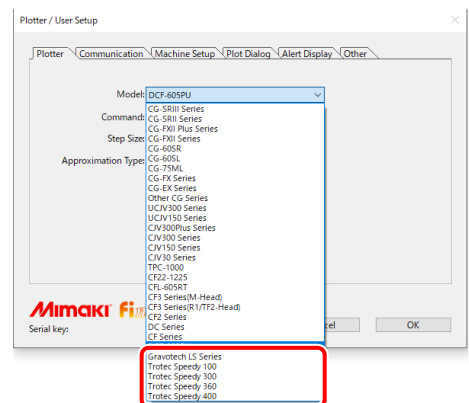 Plotter / User Setup
Plotter Communication Machine Setup Plot Dialog Alert Display Other
Model: DCF-605PU
Command:
Step Size:
Approximation Type:
CG-SRIII Series
CG-SRII Series
CG-FXII Plus Series
CG-FXII Series
CG-60SR
CG-60SL
CG-75ML
CG-FX Series
CG-EX Series
Other CG Series
UCJV300 Series
UCJV150 Series
CJV300Plus Series
CJV300 Series
CJV150 Series
CJV30 Series
TPC-1000
CF22-1225
CFL-605RT
CF3 Series(M-Head)
CF3 Series(R1/TF2-Head)
CF2 Series
DC Series
CF Series
Gravotech LS Series
Trotec Speedy 100
Trotec Speedy 300
Trotec Speedy 360
Trotec Speedy 400
Mimaki
Serial key:
OK